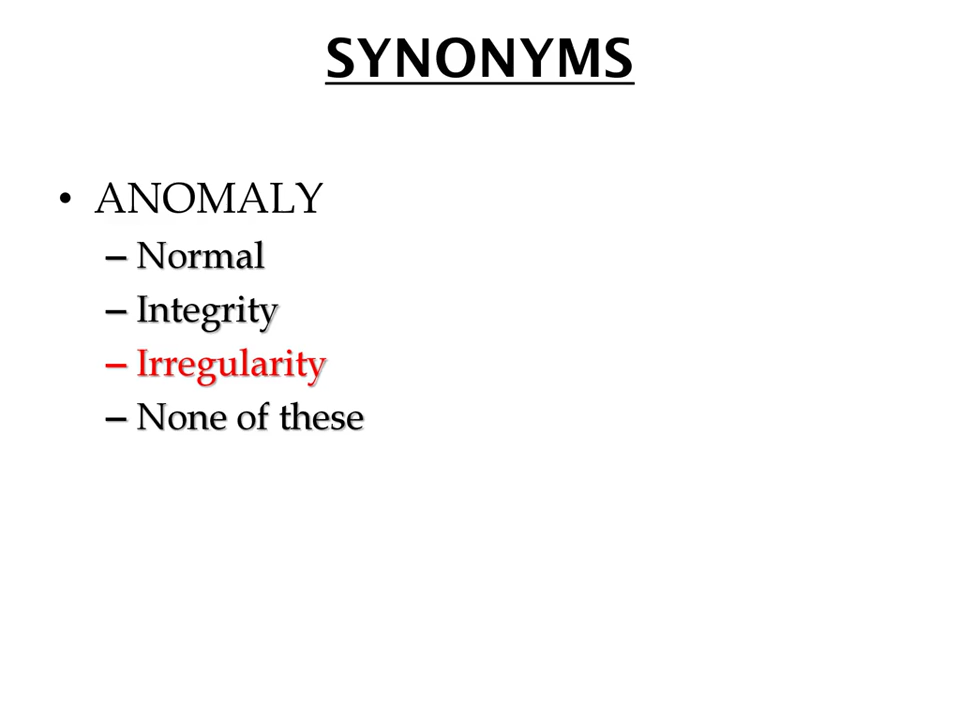 SYNONYMS
• ANOMALY
– Normal
– Integrity
– Irregularity
– None of these